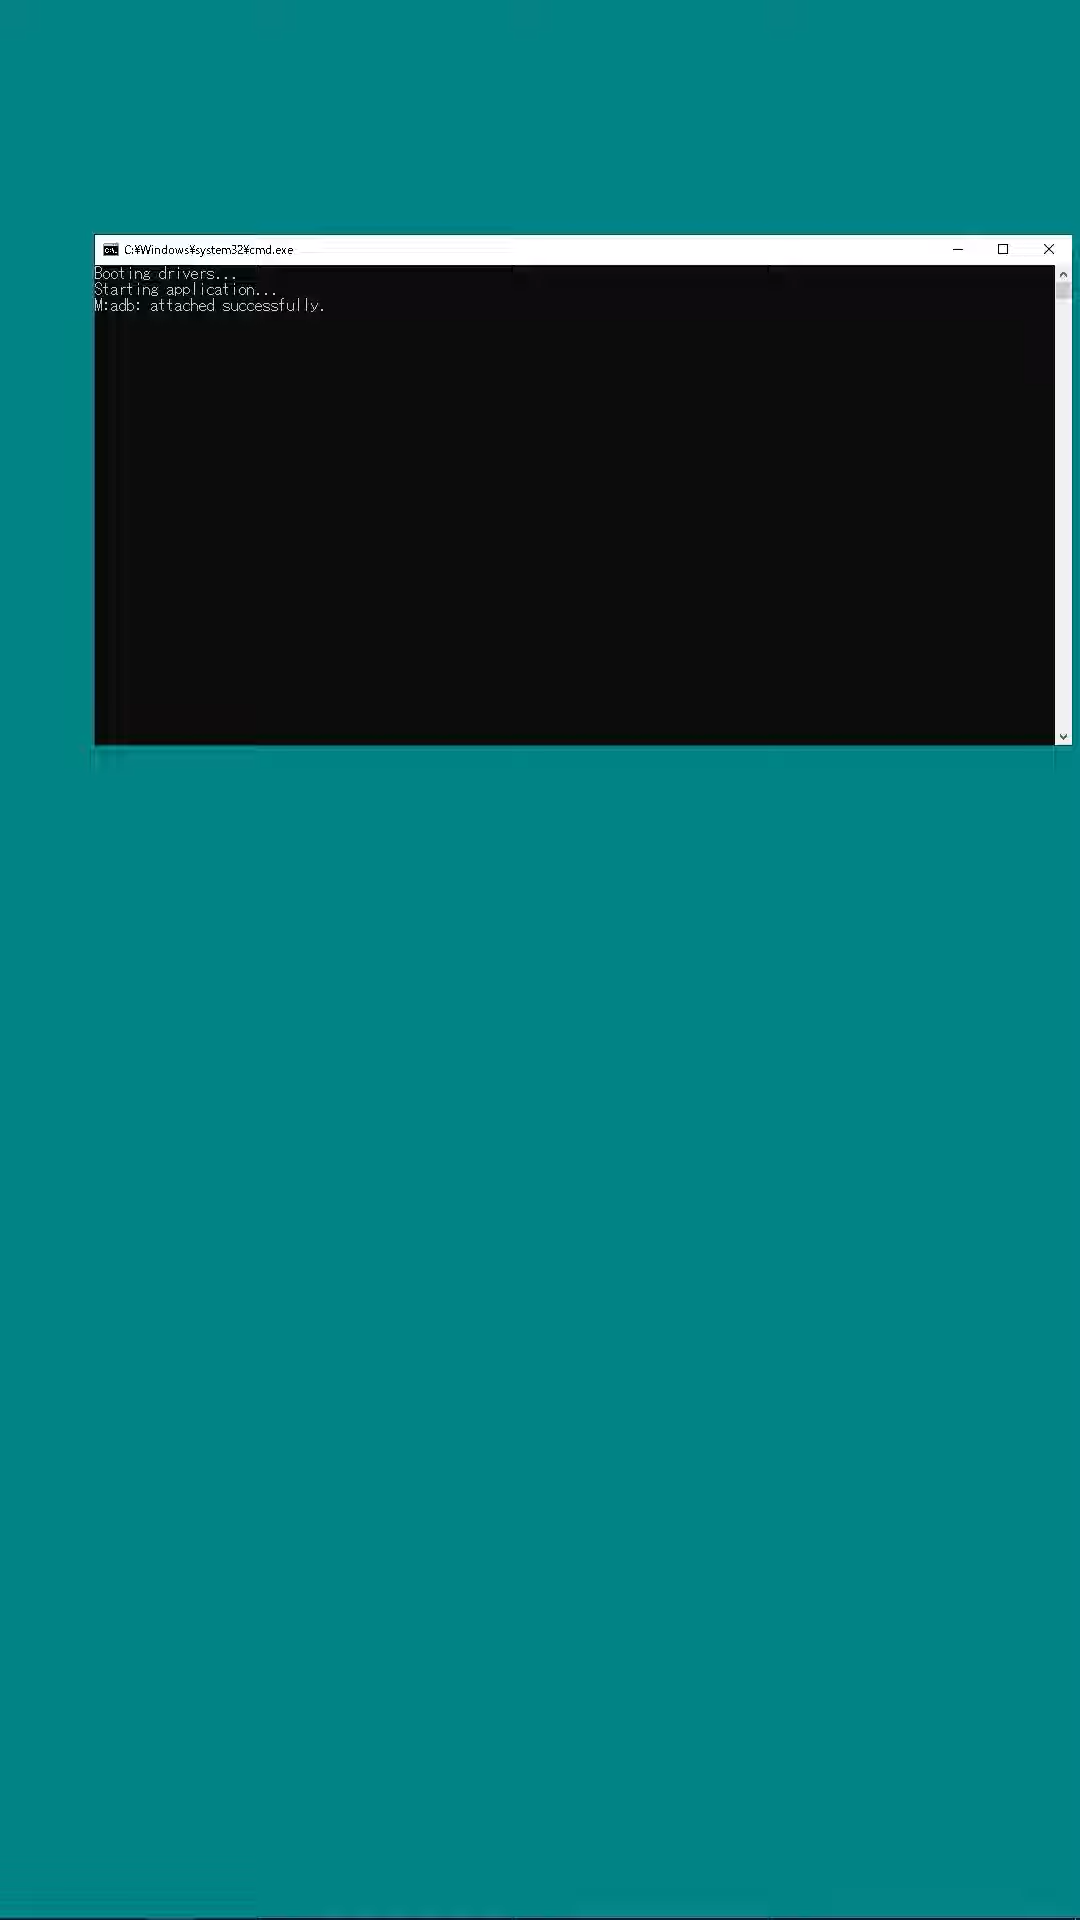 C:¥Windows¥system32¥cmd.exe
Booting drivers...
Starting application...
M:adb: attached successfully.